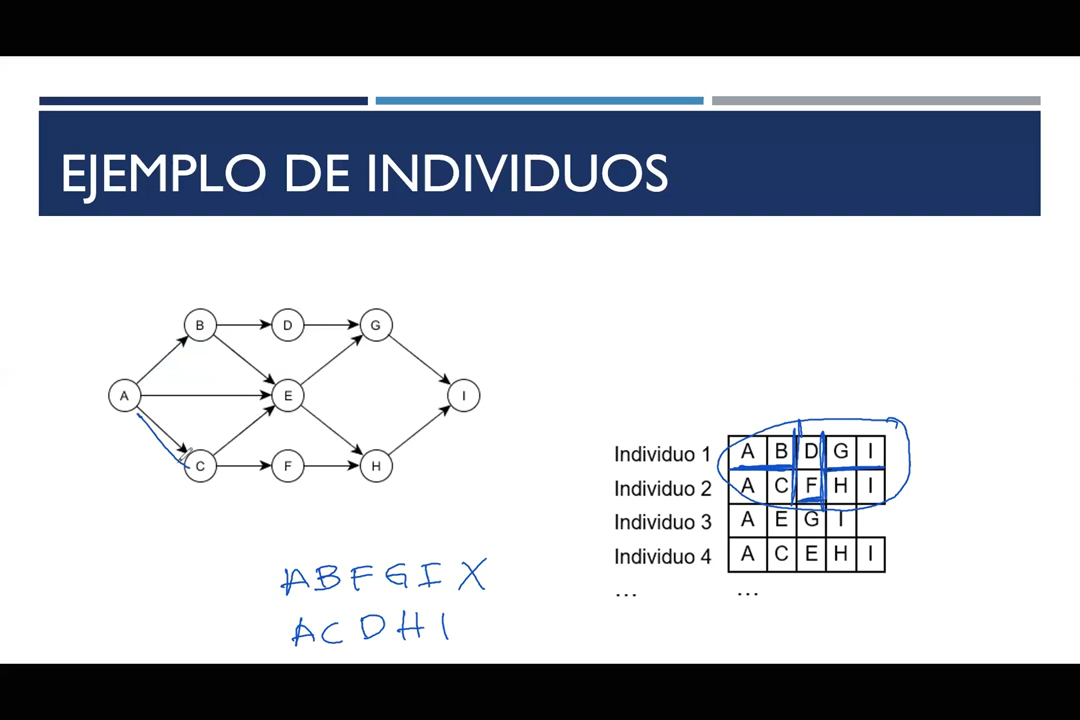 EJEMPLO DE INDIVIDUOS
B D G
A E I
C F H
Individuo 1 A B D G I
Individuo 2 A C F H I
Individuo 3 A E G I
Individuo 4 A C E H I
... ...
ABFGIX
ACDHI